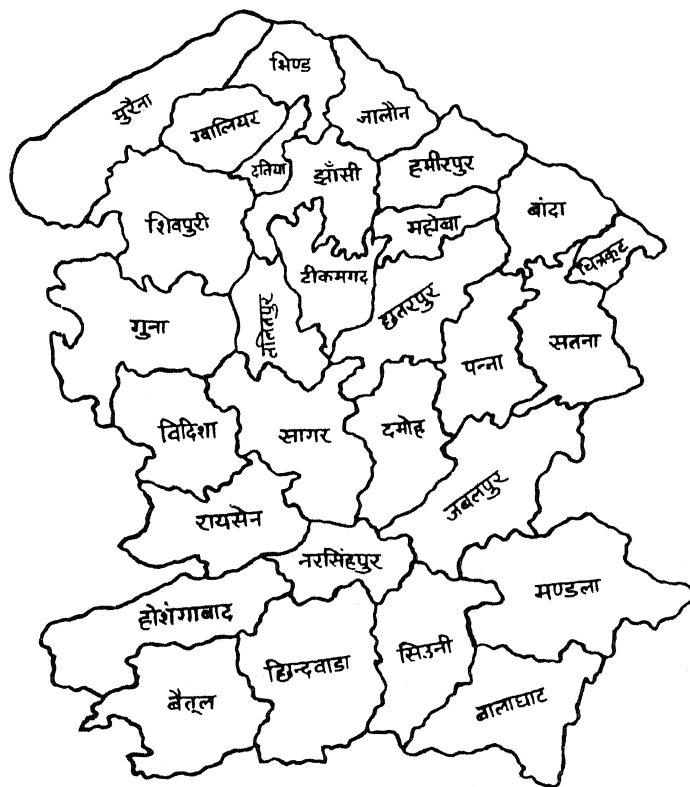 भिण्ड
मुरैना
ग्वालियर
जालौन
दतिया
झाँसी
हमीरपुर
शिवपुरी
महोबा
बांदा
चित्रकूट
टीकमगढ़
छतरपुर
गुना
ललितपुर
पन्ना
सतना
विदिशा
सागर
दमोह
जबलपुर
रायसेन
नरसिंहपुर
मण्डला
होशंगाबाद
छिन्दवाडा
सिउनी
बैतूल
बालाघाट